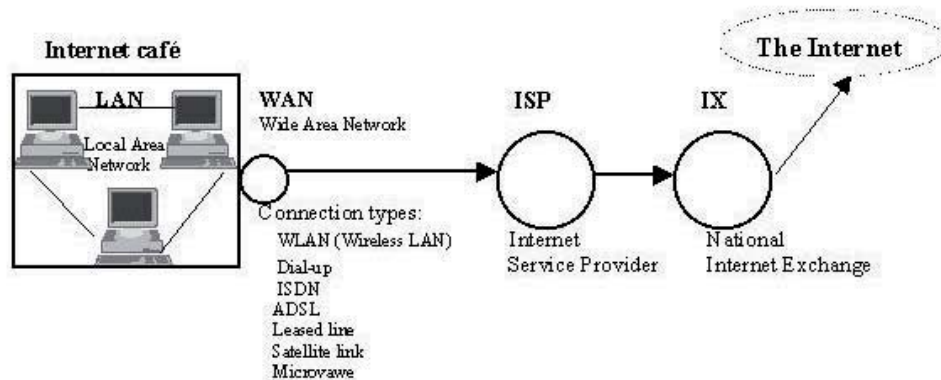 Internet café
LAN
Local Area
Network
WAN
Wide Area Network
Connection types:
WLAN (Wireless LAN)
Dial-up
ISDN
ADSL
Leased line
Satellite link
Microvawe
ISP
Internet
Service Provider
IX
National
Internet Exchange
The Internet